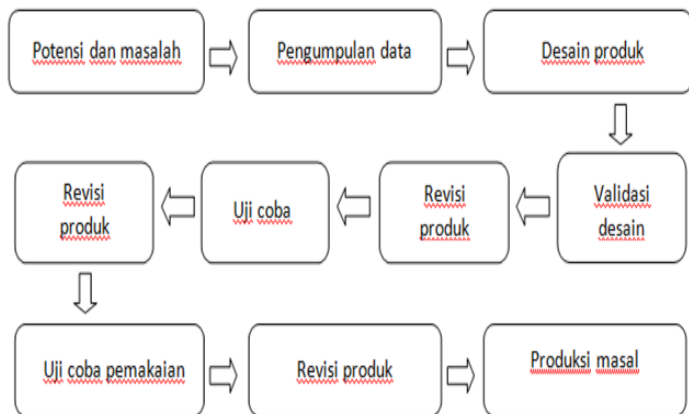 Potensi dan masalah
Pengumpulan data
Desain produk
Validasi
desain
Revisi
produk
Uji coba
Revisi
produk
Uji coba pemakaian
Revisi produk
Produksi masal